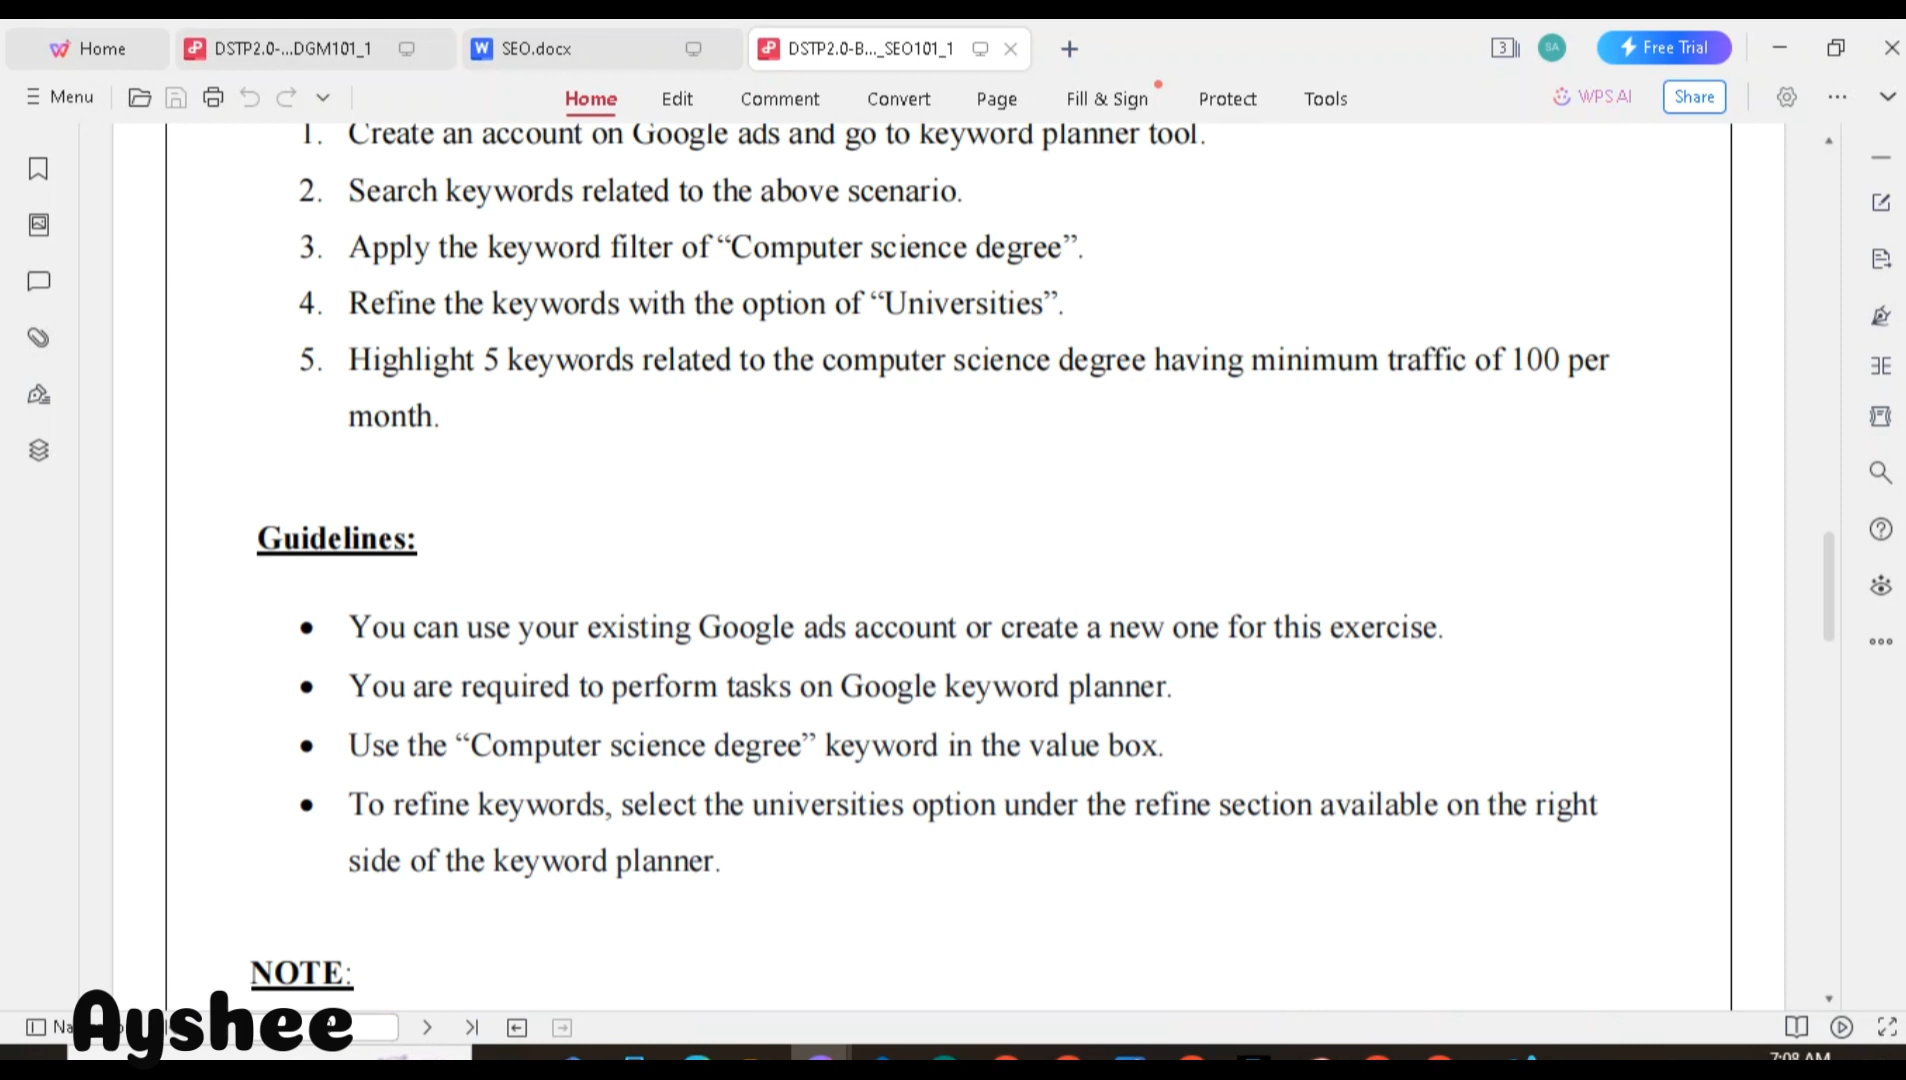 Home
DSTP2.0-...DGM101_1
SEO.docx
DSTP2.0-B..._SEO101_1
3
SA
Free Trial
Menu
Home
Edit
Comment
Convert
Page
Fill & Sign
Protect
Tools
WPS AI
Share
1. Create an account on Google ads and go to keyword planner tool.
2. Search keywords related to the above scenario.
3. Apply the keyword filter of “Computer science degree”.
4. Refine the keywords with the option of “Universities”.
5. Highlight 5 keywords related to the computer science degree having minimum traffic of 100 per
month.
Guidelines:
• You can use your existing Google ads account or create a new one for this exercise.
• You are required to perform tasks on Google keyword planner.
• Use the “Computer science degree” keyword in the value box.
• To refine keywords, select the universities option under the refine section available on the right
side of the keyword planner.
NOTE:
Ayshee
7:08 AM